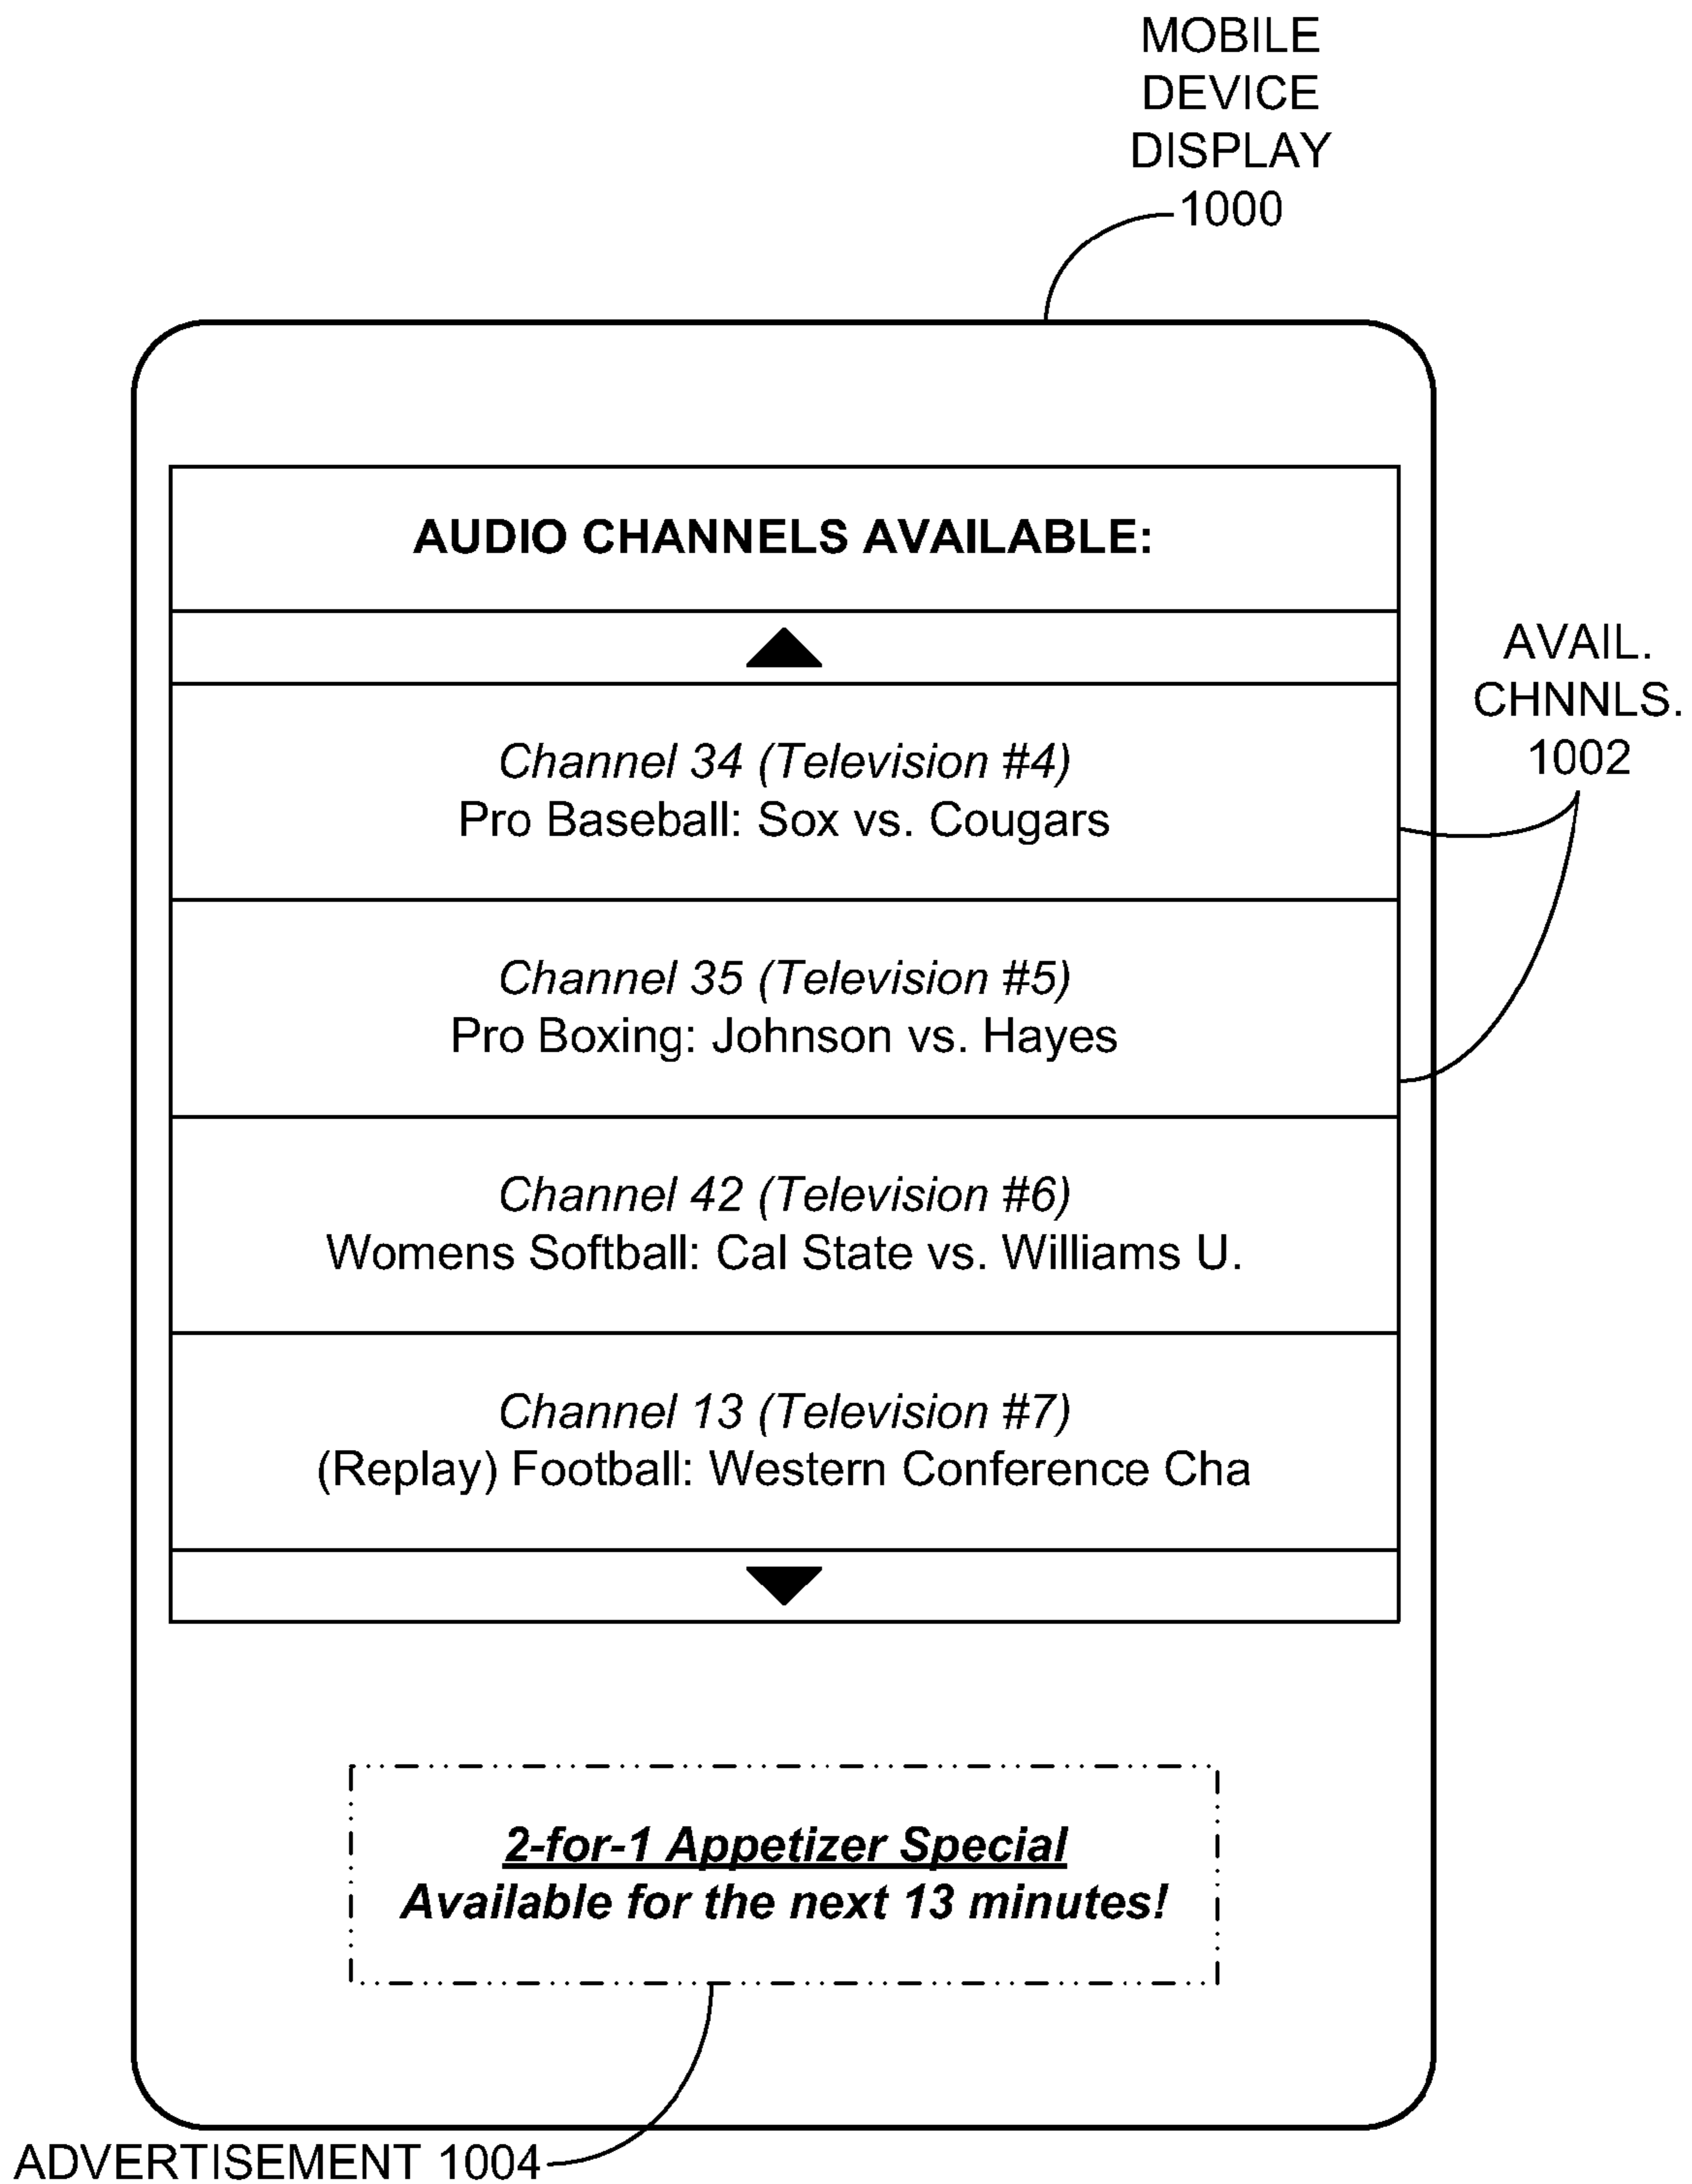 MOBILE
DEVICE
DISPLAY
1000
AUDIO CHANNELS AVAILABLE:
Channel 34 (Television #4)
Pro Baseball: Sox vs. Cougars
AVAIL.
CHNNLS.
1002
Channel 35 (Television #5)
Pro Boxing: Johnson vs. Hayes
Channel 42 (Television #6)
Womens Softball: Cal State vs. Williams U.
Channel 13 (Television #7)
(Replay) Football: Western Conference Cha
2-for-1 Appetizer Special
Available for the next 13 minutes!
ADVERTISEMENT 1004